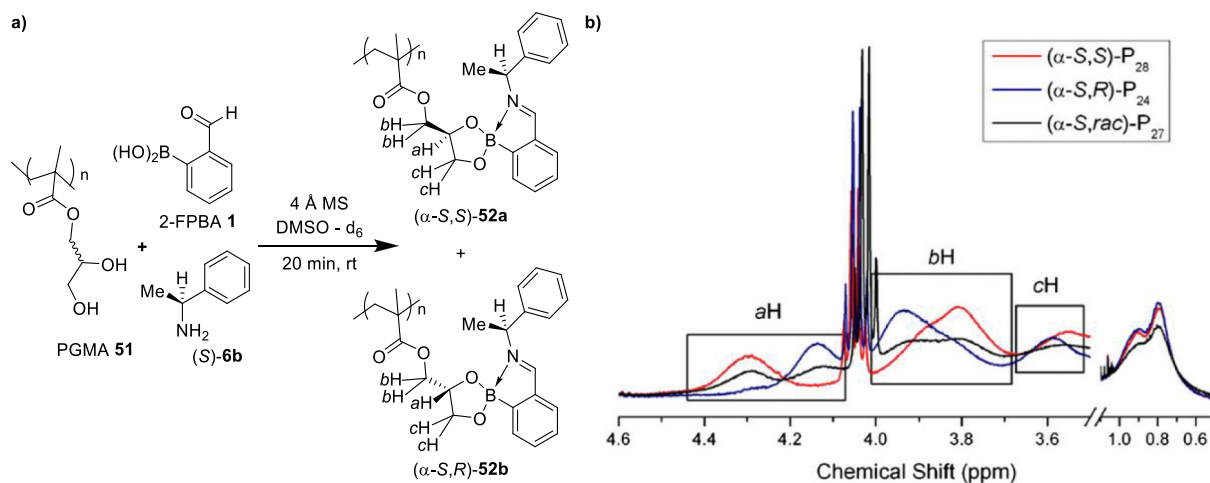 a)
Me
H
N
O
O
bH
bH
aH
O
B
O
cH
cH
(α-S,S)-52a
+
Me
H
N
O
O
bH
bH
aH
O
B
O
cH
cH
(α-S,R)-52b
n
O
O
OH
OH
PGMA 51
+
O
H
(HO)₂B
2-FPBA 1
H
Me
NH₂
(S)-6b
4 Å MS
DMSO - d₆
20 min, rt
n
n
b)
(α-S,S)-P₂₈
(α-S,R)-P₂₄
(α-S,rac)-P₂₇
aH
bH
cH
4.6 4.4 4.2 4.0 3.8 3.6 1.0 0.8 0.6
Chemical Shift (ppm)